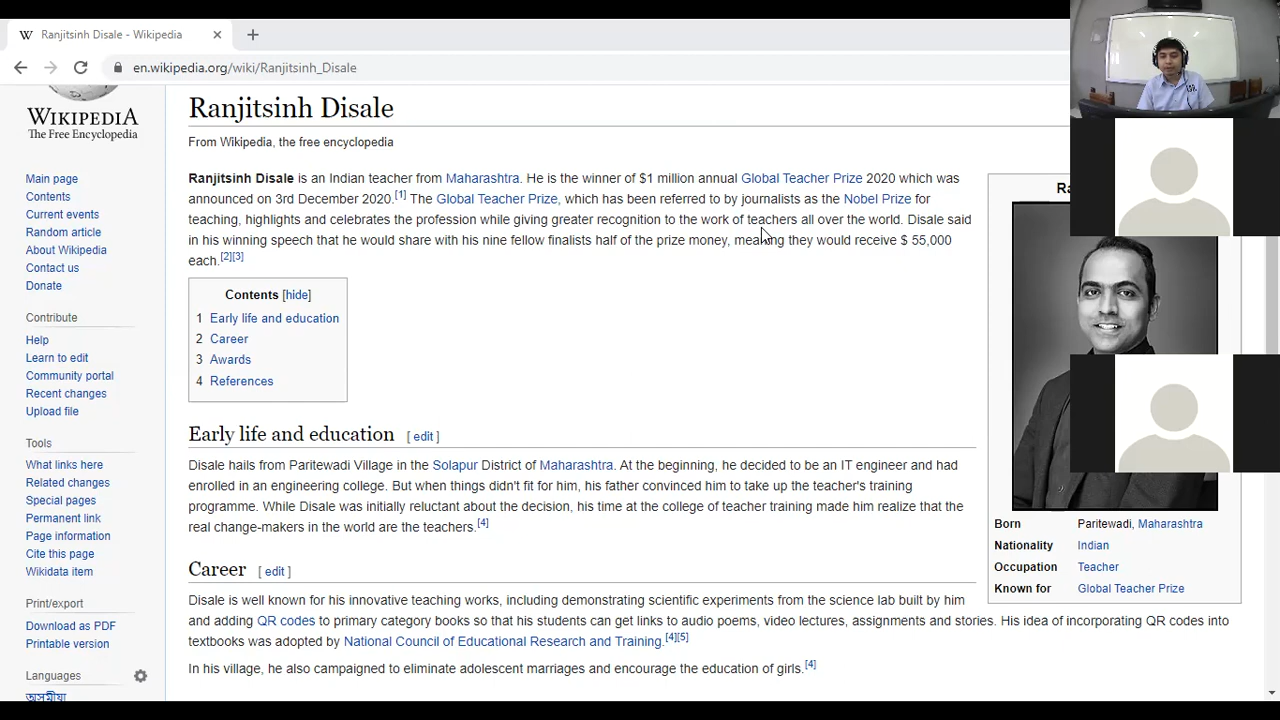 Ranjitsinh Disale - Wikipedia
en.wikipedia.org/wiki/Ranjitsinh_Disale
WIKIPEDIA
The Free Encyclopedia
Main page
Contents
Current events
Random article
About Wikipedia
Contact us
Donate
Contribute
Help
Learn to edit
Community portal
Recent changes
Upload file
Tools
What links here
Related changes
Special pages
Permanent link
Page information
Cite this page
Wikidata item
Print/export
Download as PDF
Printable version
Languages
অসমীয়া
Ranjitsinh Disale
From Wikipedia, the free encyclopedia
Ranjitsinh Disale is an Indian teacher from Maharashtra. He is the winner of $1 million annual Global Teacher Prize 2020 which was
announced on 3rd December 2020.[1] The Global Teacher Prize, which has been referred to by journalists as the Nobel Prize for
teaching, highlights and celebrates the profession while giving greater recognition to the work of teachers all over the world. Disale said
in his winning speech that he would share with his nine fellow finalists half of the prize money, meaning they would receive $ 55,000
each.[2][3]
Contents [hide]
1 Early life and education
2 Career
3 Awards
4 References
Early life and education [ edit ]
Disale hails from Paritewadi Village in the Solapur District of Maharashtra. At the beginning, he decided to be an IT engineer and had
enrolled in an engineering college. But when things didn't fit for him, his father convinced him to take up the teacher's training
programme. While Disale was initially reluctant about the decision, his time at the college of teacher training made him realize that the
real change-makers in the world are the teachers.[4]
Career [ edit ]
Disale is well known for his innovative teaching works, including demonstrating scientific experiments from the science lab built by him
and adding QR codes to primary category books so that his students can get links to audio poems, video lectures, assignments and stories. His idea of incorporating QR codes into
textbooks was adopted by National Council of Educational Research and Training.[4][5]
In his village, he also campaigned to eliminate adolescent marriages and encourage the education of girls.[4]
Born Paritewadi, Maharashtra
Nationality Indian
Occupation Teacher
Known for Global Teacher Prize